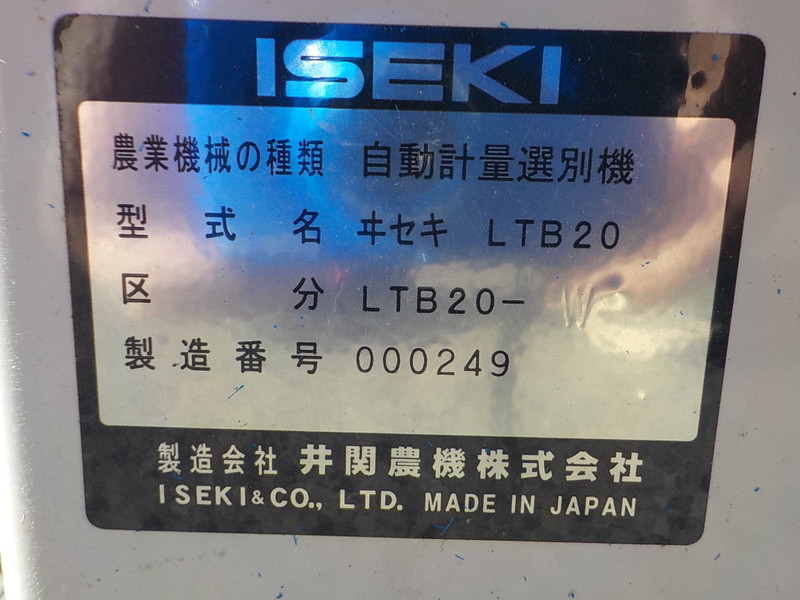 ISEKI
農業機械の種類 自動計量選別機
型式名 ヰセキ LTB20
区分 LTB20-
製造番号 000249
製造会社 井関農機株式会社
ISEKI&CO., LTD. MADE IN JAPAN